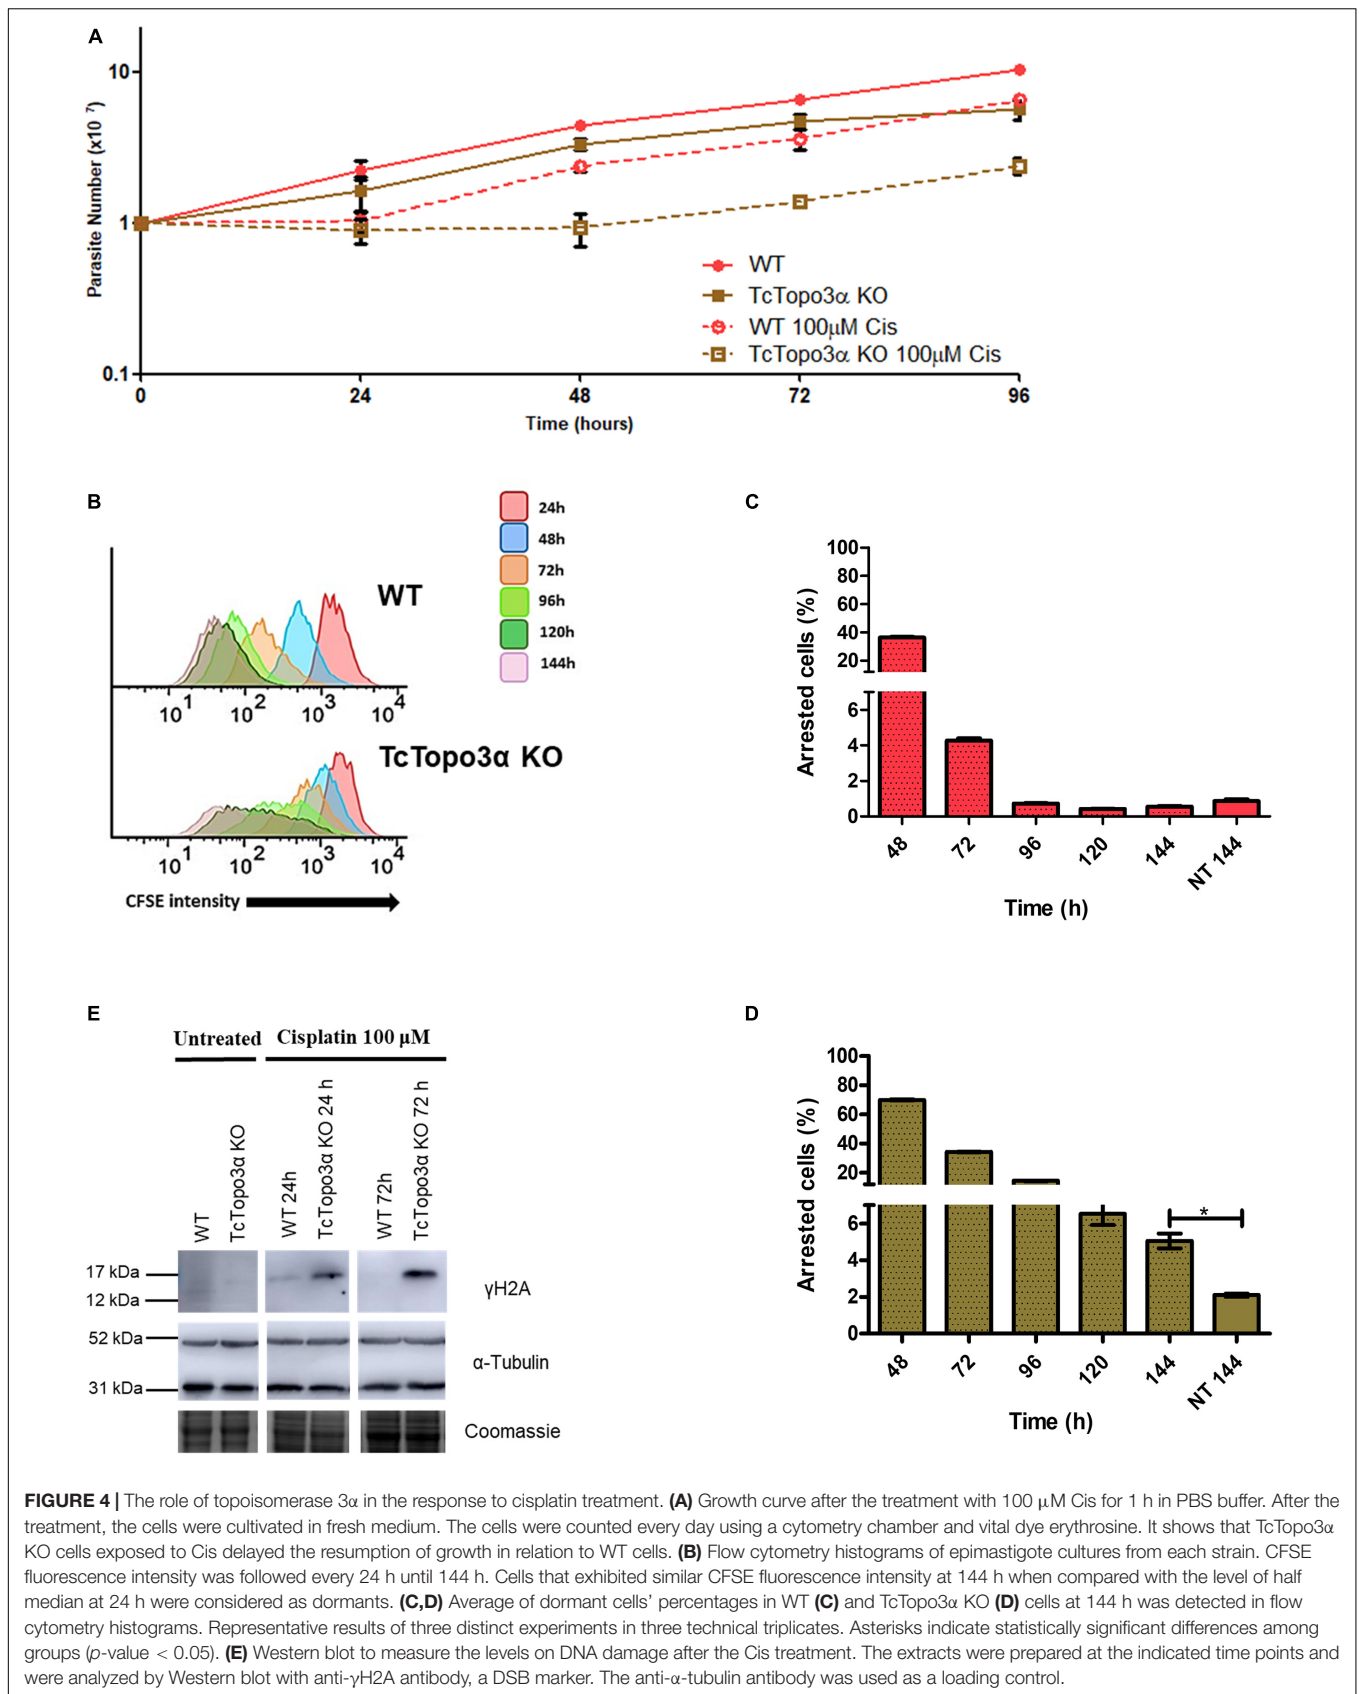 A
Parasite Number (x10 7)
10
1
0.1
0 24 48 72 96
Time (hours)
WT
TcTopo3α KO
WT 100µM Cis
TcTopo3α KO 100µM Cis
B
24h
48h
72h
96h
120h
144h
WT
10^1 10^2 10^3 10^4
TcTopo3α KO
10^1 10^2 10^3 10^4
CFSE intensity
C
Arrested cells (%)
100
80
60
40
20
6
4
2
0
48 72 96 120 144 NT 144
Time (h)
E
Untreated Cisplatin 100 µM
WT
TcTopo3α KO
WT 24h
TcTopo3α KO 24 h
WT 72h
TcTopo3α KO 72 h
17 kDa
12 kDa
γH2A
52 kDa
31 kDa
α-Tubulin
Coomassie
D
Arrested cells (%)
100
80
60
40
20
6
4
2
0
*
48 72 96 120 144 NT 144
Time (h)
FIGURE 4 | The role of topoisomerase 3α in the response to cisplatin treatment. (A) Growth curve after the treatment with 100 µM Cis for 1 h in PBS buffer. After the
treatment, the cells were cultivated in fresh medium. The cells were counted every day using a cytometry chamber and vital dye erythrosine. It shows that TcTopo3α
KO cells exposed to Cis delayed the resumption of growth in relation to WT cells. (B) Flow cytometry histograms of epimastigote cultures from each strain. CFSE
fluorescence intensity was followed every 24 h until 144 h. Cells that exhibited similar CFSE fluorescence intensity at 144 h when compared with the level of half
median at 24 h were considered as dormants. (C,D) Average of dormant cells' percentages in WT (C) and TcTopo3α KO (D) cells at 144 h was detected in flow
cytometry histograms. Representative results of three distinct experiments in three technical triplicates. Asterisks indicate statistically significant differences among
groups (p-value < 0.05). (E) Western blot to measure the levels on DNA damage after the Cis treatment. The extracts were prepared at the indicated time points and
were analyzed by Western blot with anti-γH2A antibody, a DSB marker. The anti-α-tubulin antibody was used as a loading control.